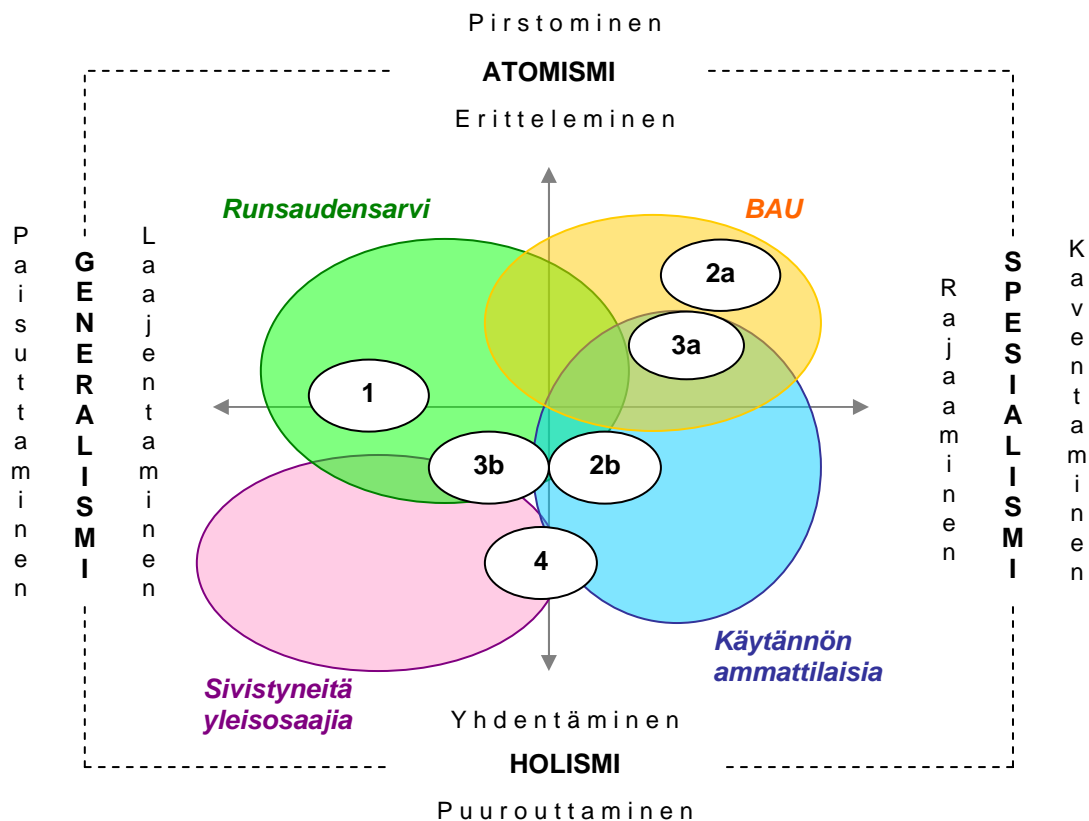 Pirstominen
ATOMISMI
Eritteleminen
Runsaudensarvi
BAU
Paisuttaminen
GENERALISMI
Laajentaminen
2a
3a
1
3b
2b
4
Rajaaminen
SPESIALISMI
Kaventaminen
Käytännön
ammattilaisia
Sivistyneitä
yleisosaajia
Yhdentäminen
HOLISMI
Puurouttaminen